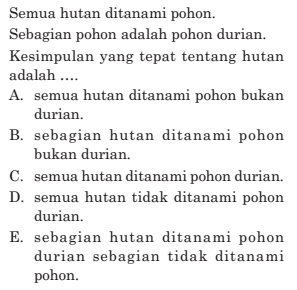 Semua hutan ditanami pohon.
Sebagian pohon adalah pohon durian.
Kesimpulan yang tepat tentang hutan
adalah ....
A. semua hutan ditanami pohon bukan
durian.
B. sebagian hutan ditanami pohon
bukan durian.
C. semua hutan ditanami pohon durian.
D. semua hutan tidak ditanami pohon
durian.
E. sebagian hutan ditanami pohon
durian sebagian tidak ditanami
pohon.